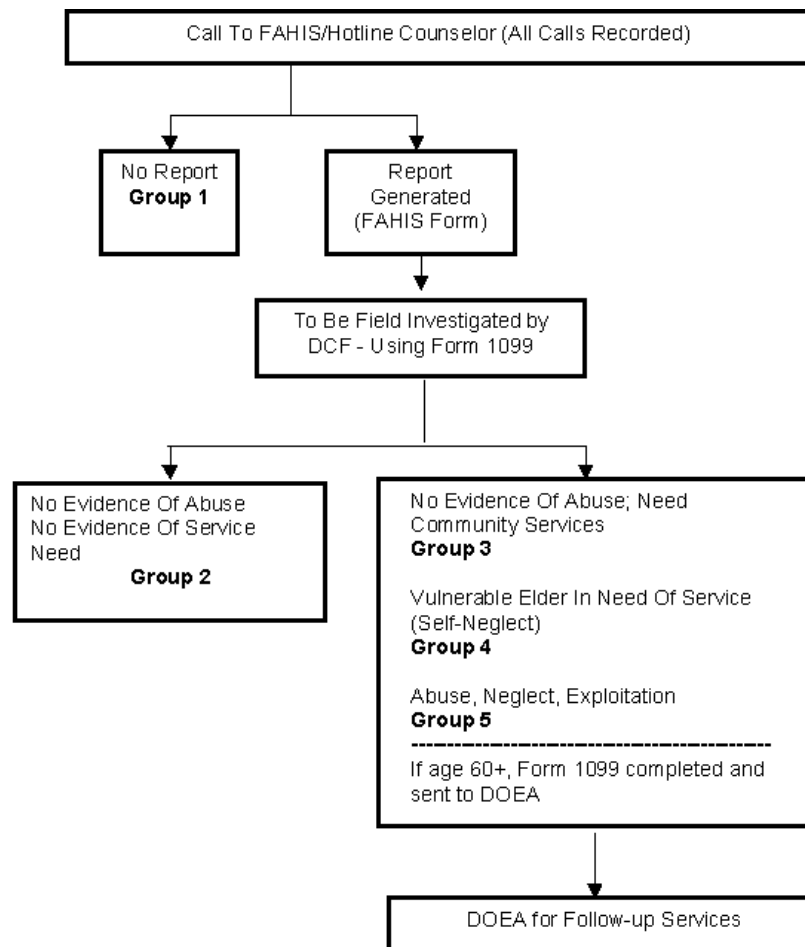 Call To FAHIS/Hotline Counselor (All Calls Recorded)
No Report
Group 1
Report
Generated
(FAHIS Form)
To Be Field Investigated by
DCF - Using Form 1099
No Evidence Of Abuse
No Evidence Of Service
Need
Group 2
No Evidence Of Abuse; Need
Community Services
Group 3
Vulnerable Elder In Need Of Service
(Self-Neglect)
Group 4
Abuse, Neglect, Exploitation
Group 5
If age 60+, Form 1099 completed and
sent to DOEA
DOEA for Follow-up Services